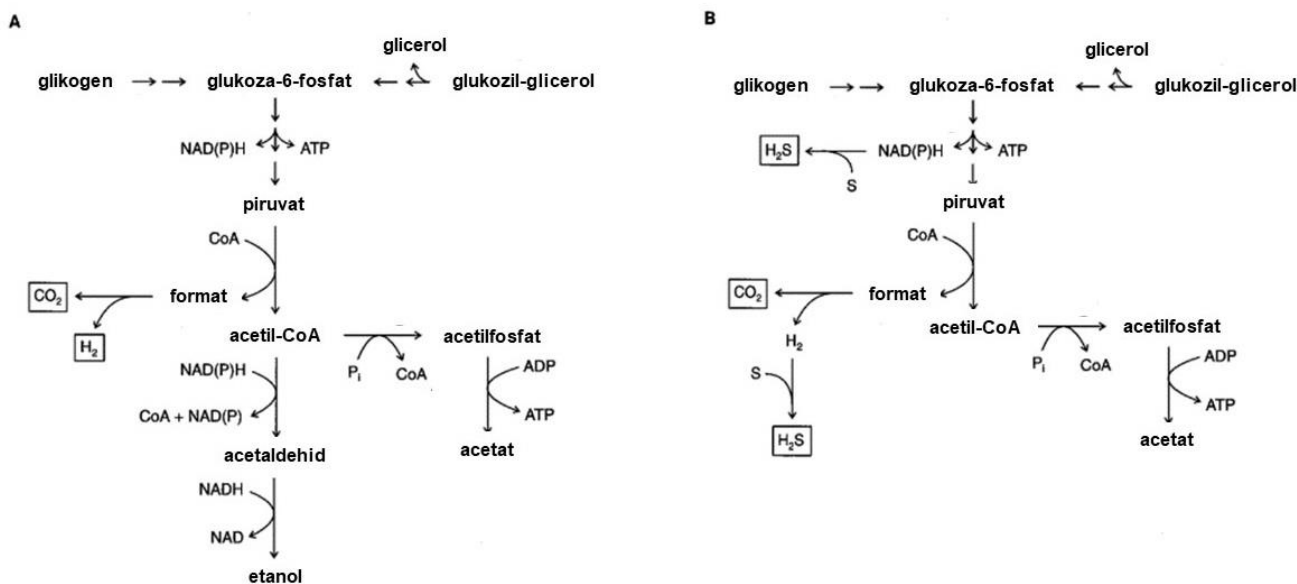 A
glicerol
glikogen glukoza-6-fosfat glukozil-glicerol
NAD(P)H ATP
piruvat
CoA
CO₂ format
H₂
acetil-CoA acetilfosfat
NAD(P)H Pᵢ CoA ADP
CoA + NAD(P) ATP
acetaldehid acetat
NADH
NAD
etanol
B
glicerol
glikogen glukoza-6-fosfat glukozil-glicerol
H₂S NAD(P)H ATP
S
piruvat
CoA
CO₂ format
acetil-CoA acetilfosfat
H₂
Pᵢ CoA ADP
S
ATP
H₂S acetat